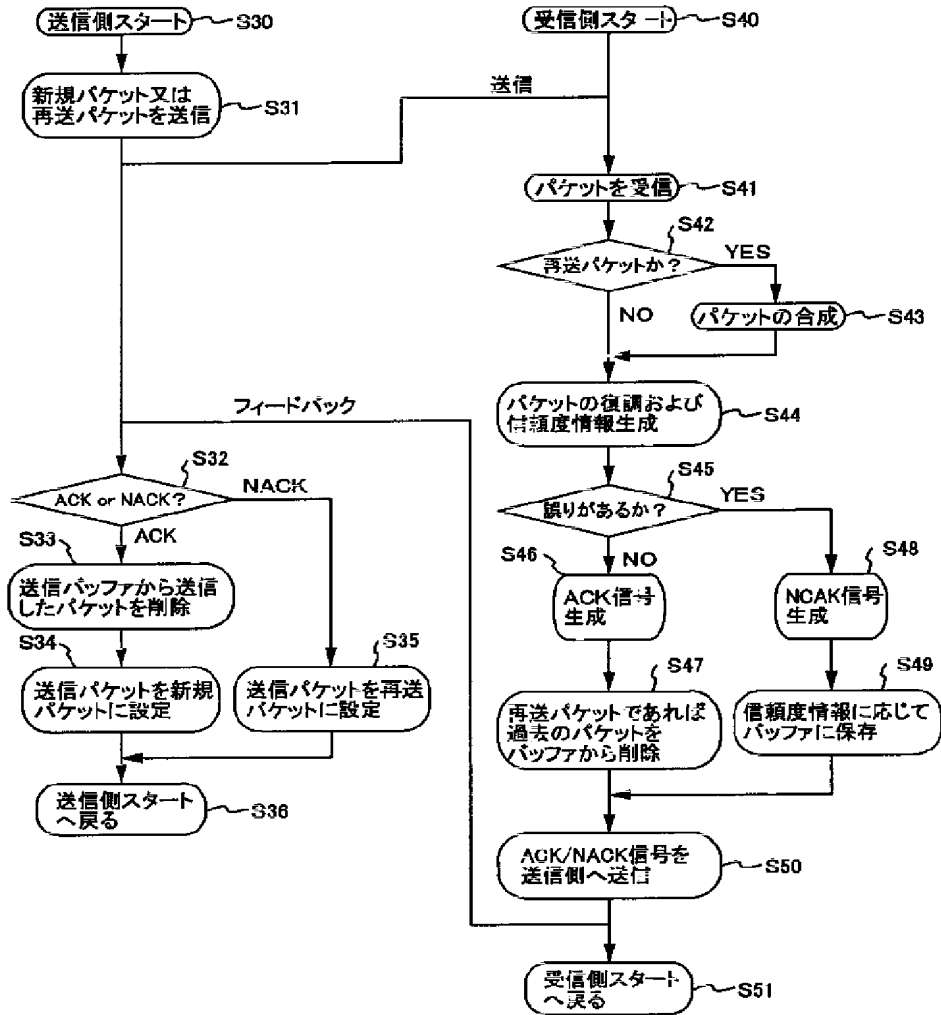 送信側スタート
S30
新規パケット又は
再送パケットを送信
S31
送信
フィードバック
S32
ACK or NACK?
NACK
ACK
S33
送信バッファから送信
したパケットを削除
S34
送信パケットを新規
パケットに設定
S35
送信パケットを再送
パケットに設定
送信側スタート
へ戻る
S36
受信側スタート
S40
パケットを受信
S41
S42
再送パケットか?
YES
NO
パケットの合成
S43
パケットの復調および
信頼度情報生成
S44
S45
誤りがあるか?
YES
NO
S46
ACK信号
生成
S48
NCAK信号
生成
S47
再送パケットであれば
過去のパケットを
バッファから削除
S49
信頼度情報に応じて
バッファに保存
ACK/NACK信号を
送信側へ送信
S50
受信側スタート
へ戻る
S51